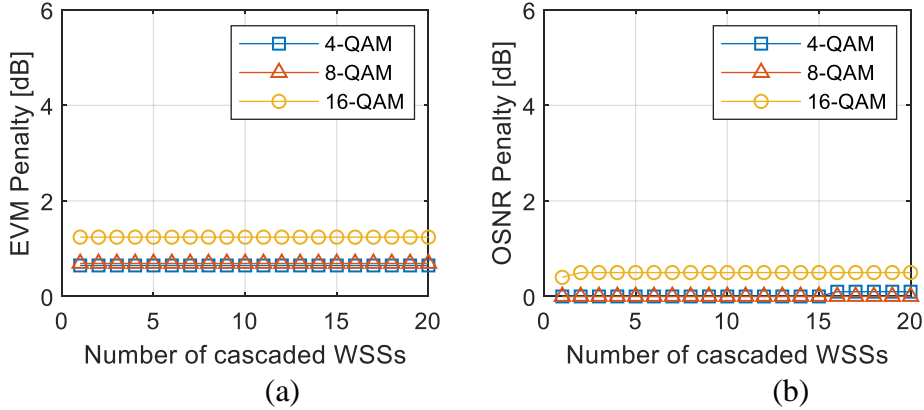 6
4
2
0
EVM Penalty [dB]
4-QAM
8-QAM
16-QAM
0 5 10 15 20
Number of cascaded WSSs
(a)
6
4
2
0
OSNR Penalty [dB]
4-QAM
8-QAM
16-QAM
0 5 10 15 20
Number of cascaded WSSs
(b)